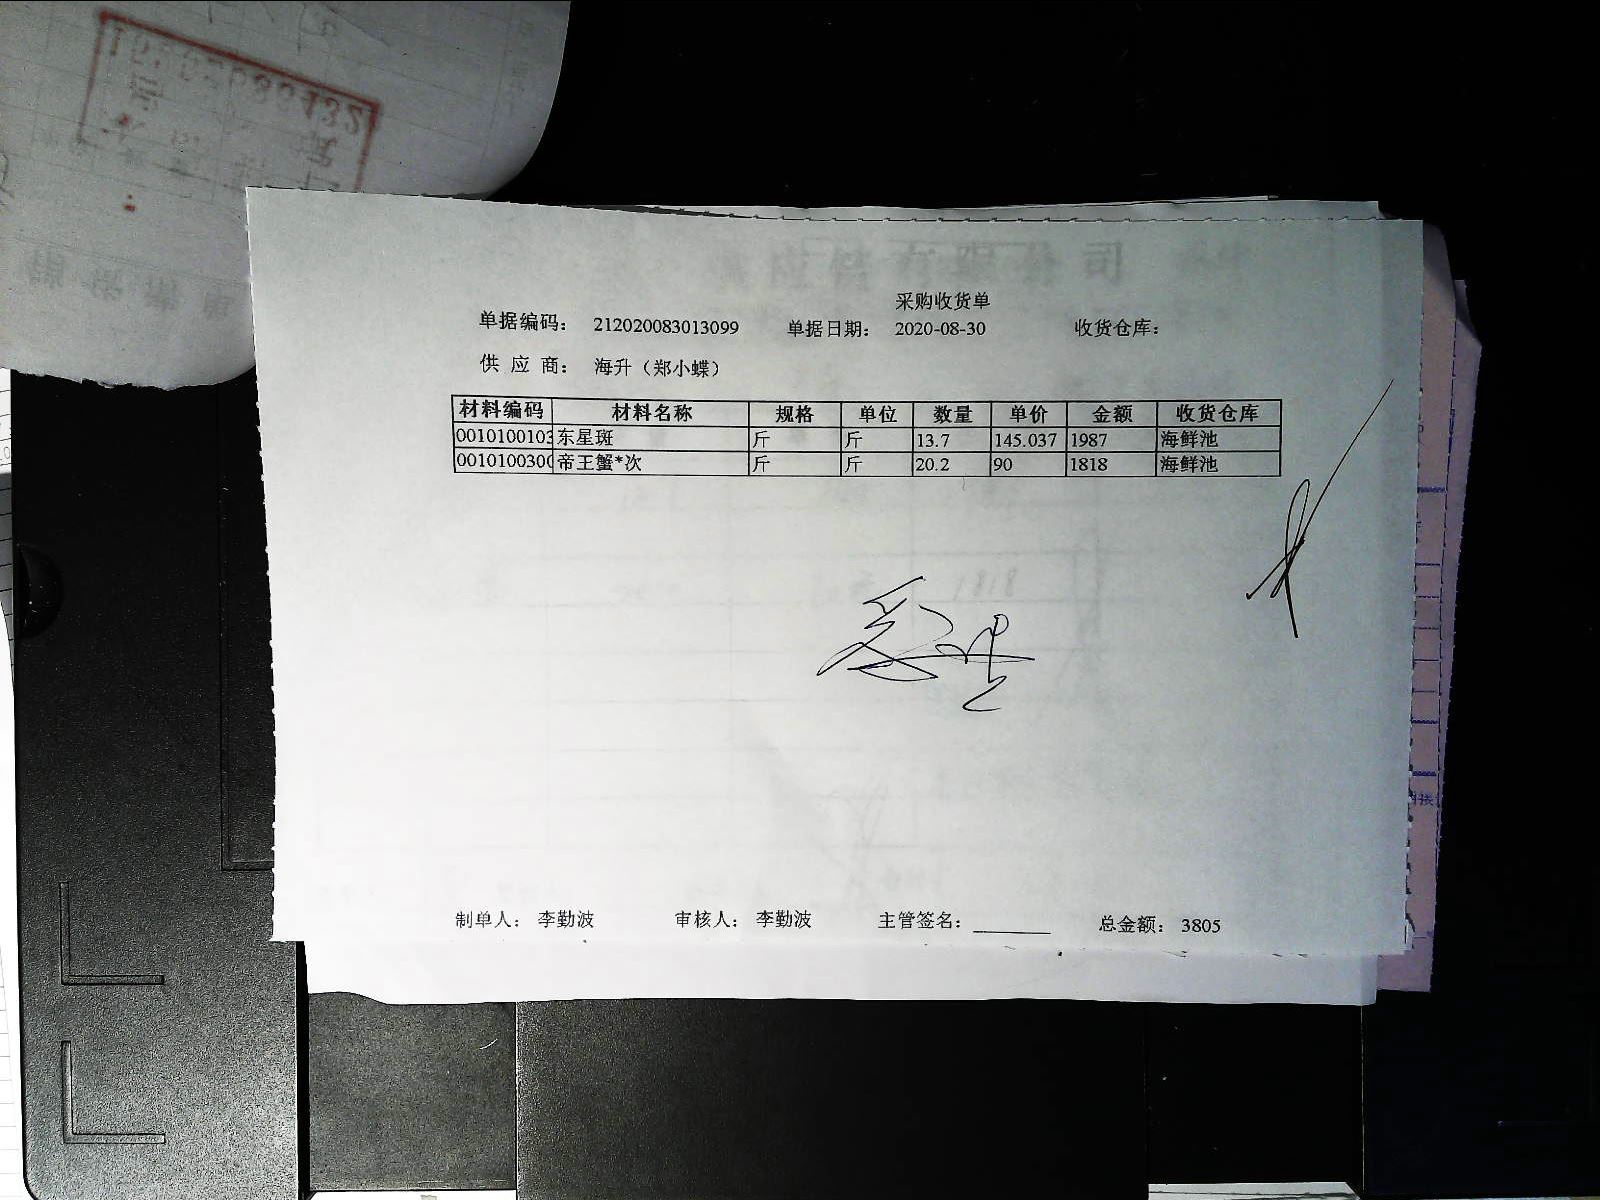 采购收货单
单据编码: 212020083013099 单据日期: 2020-08-30 收货仓库:
供 应 商: 海升（郑小蝶）
材料编码 材料名称 规格 单位 数量 单价 金额 收货仓库
0010100103 东星斑 斤 斤 13.7 145.037 1987 海鲜池
001010030 帝王蟹*次 斤 斤 20.2 90 1818 海鲜池
制单人: 李勤波 审核人: 李勤波 主管签名: 总金额: 3805